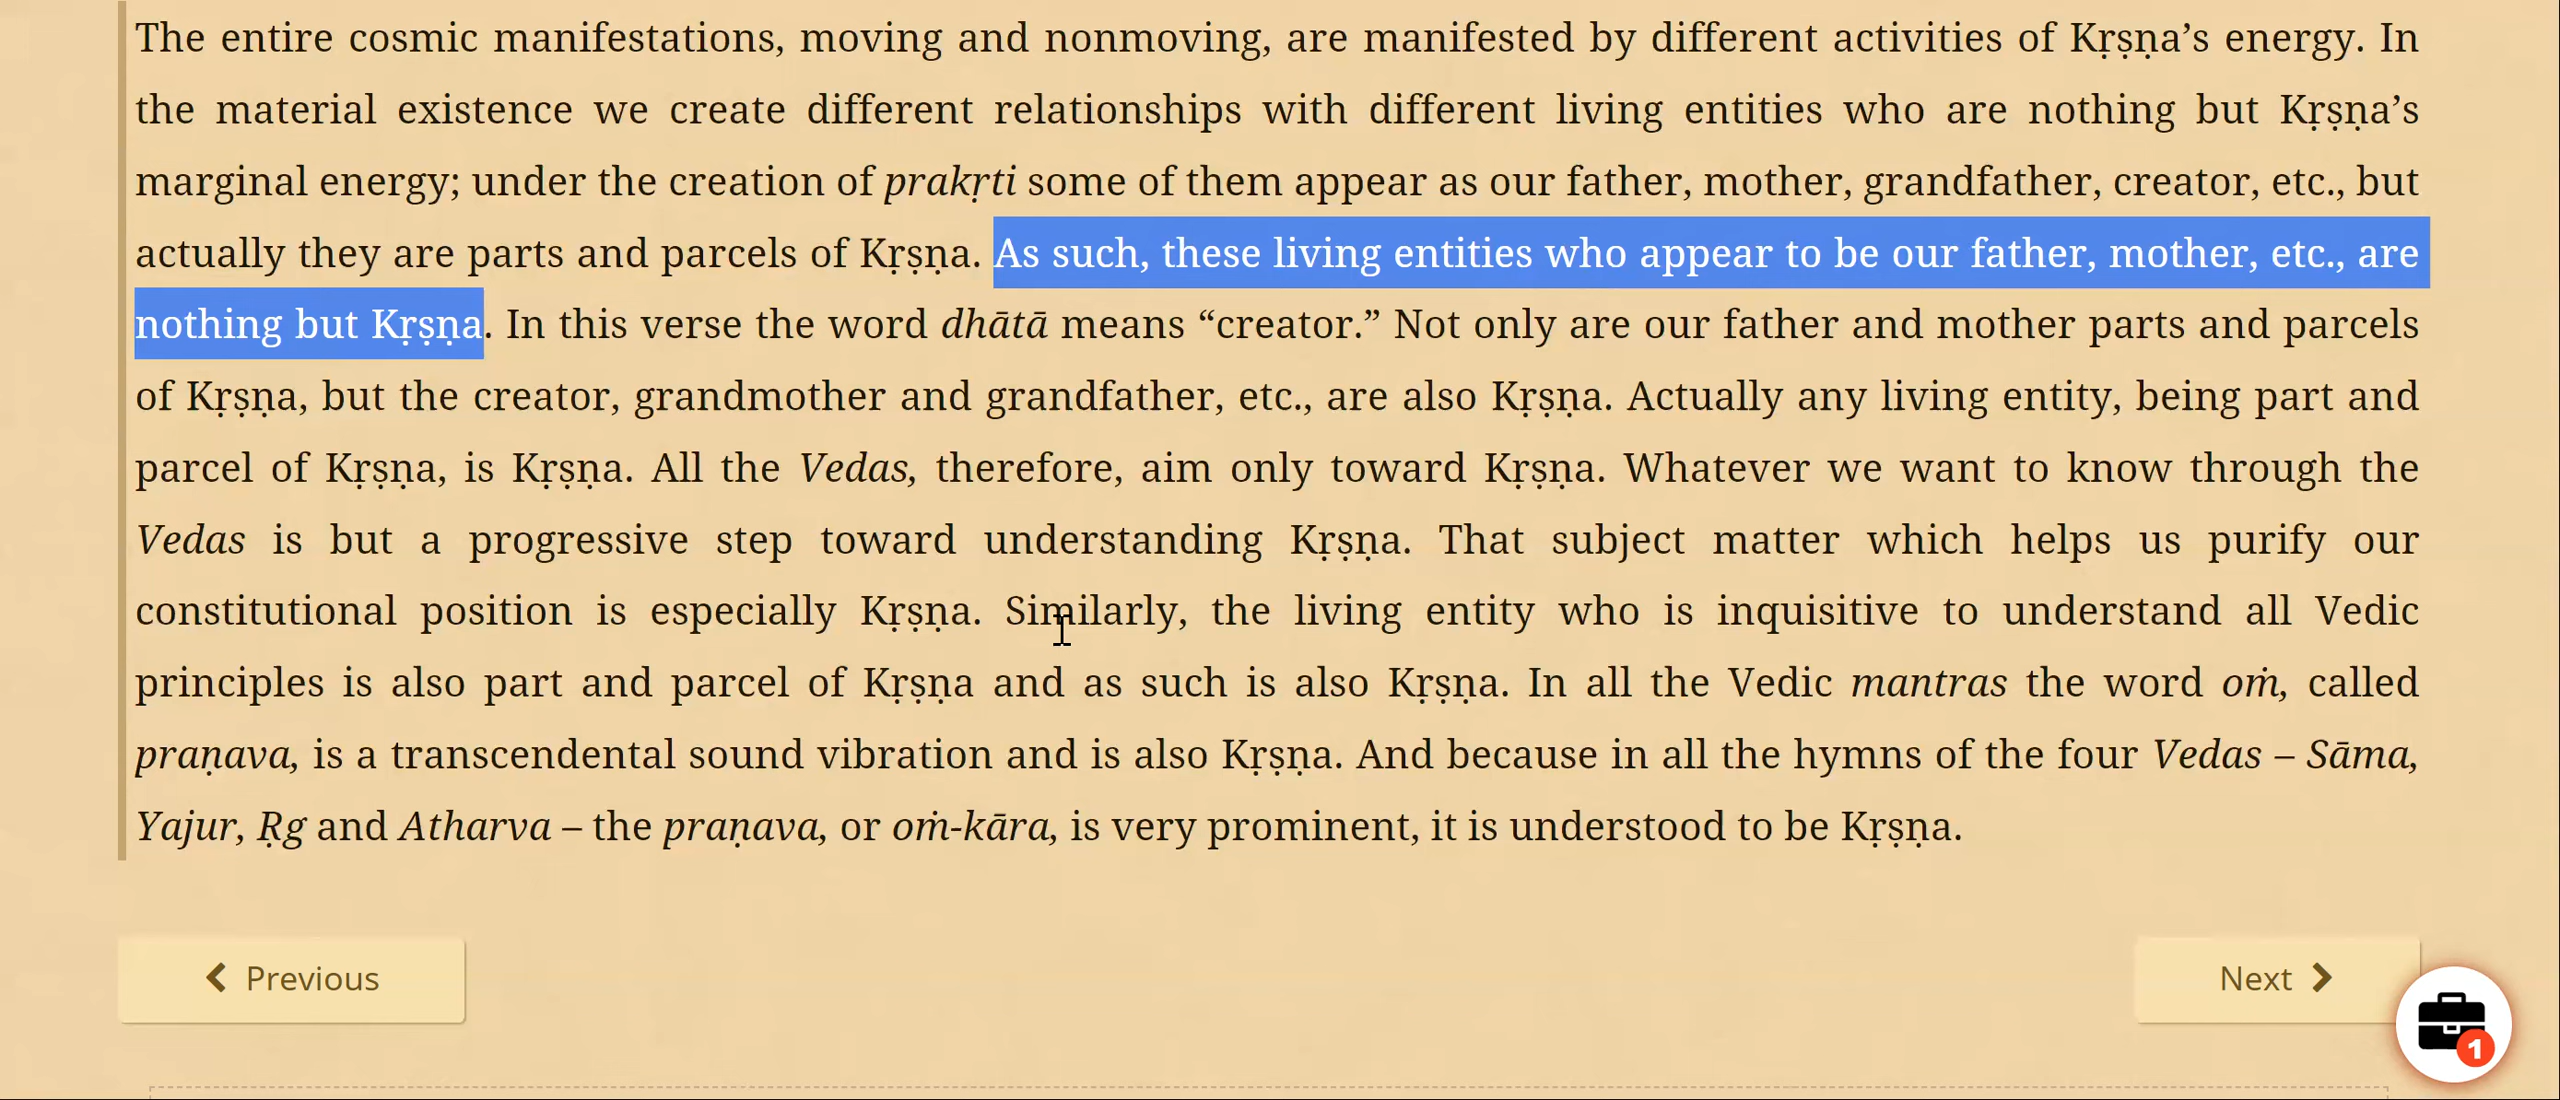 The entire cosmic manifestations, moving and nonmoving, are manifested by different activities of Kṛṣṇa’s energy. In
the material existence we create different relationships with different living entities who are nothing but Kṛṣṇa’s
marginal energy; under the creation of prakṛti some of them appear as our father, mother, grandfather, creator, etc., but
actually they are parts and parcels of Kṛṣṇa. As such, these living entities who appear to be our father, mother, etc., are
nothing but Kṛṣṇa. In this verse the word dhātā means “creator.” Not only are our father and mother parts and parcels
of Kṛṣṇa, but the creator, grandmother and grandfather, etc., are also Kṛṣṇa. Actually any living entity, being part and
parcel of Kṛṣṇa, is Kṛṣṇa. All the Vedas, therefore, aim only toward Kṛṣṇa. Whatever we want to know through the
Vedas is but a progressive step toward understanding Kṛṣṇa. That subject matter which helps us purify our
constitutional position is especially Kṛṣṇa. Similarly, the living entity who is inquisitive to understand all Vedic
principles is also part and parcel of Kṛṣṇa and as such is also Kṛṣṇa. In all the Vedic mantras the word oṁ, called
praṇava, is a transcendental sound vibration and is also Kṛṣṇa. And because in all the hymns of the four Vedas – Sāma,
Yajur, Ṛg and Atharva – the praṇava, or oṁ-kāra, is very prominent, it is understood to be Kṛṣṇa.
Previous
Next
1